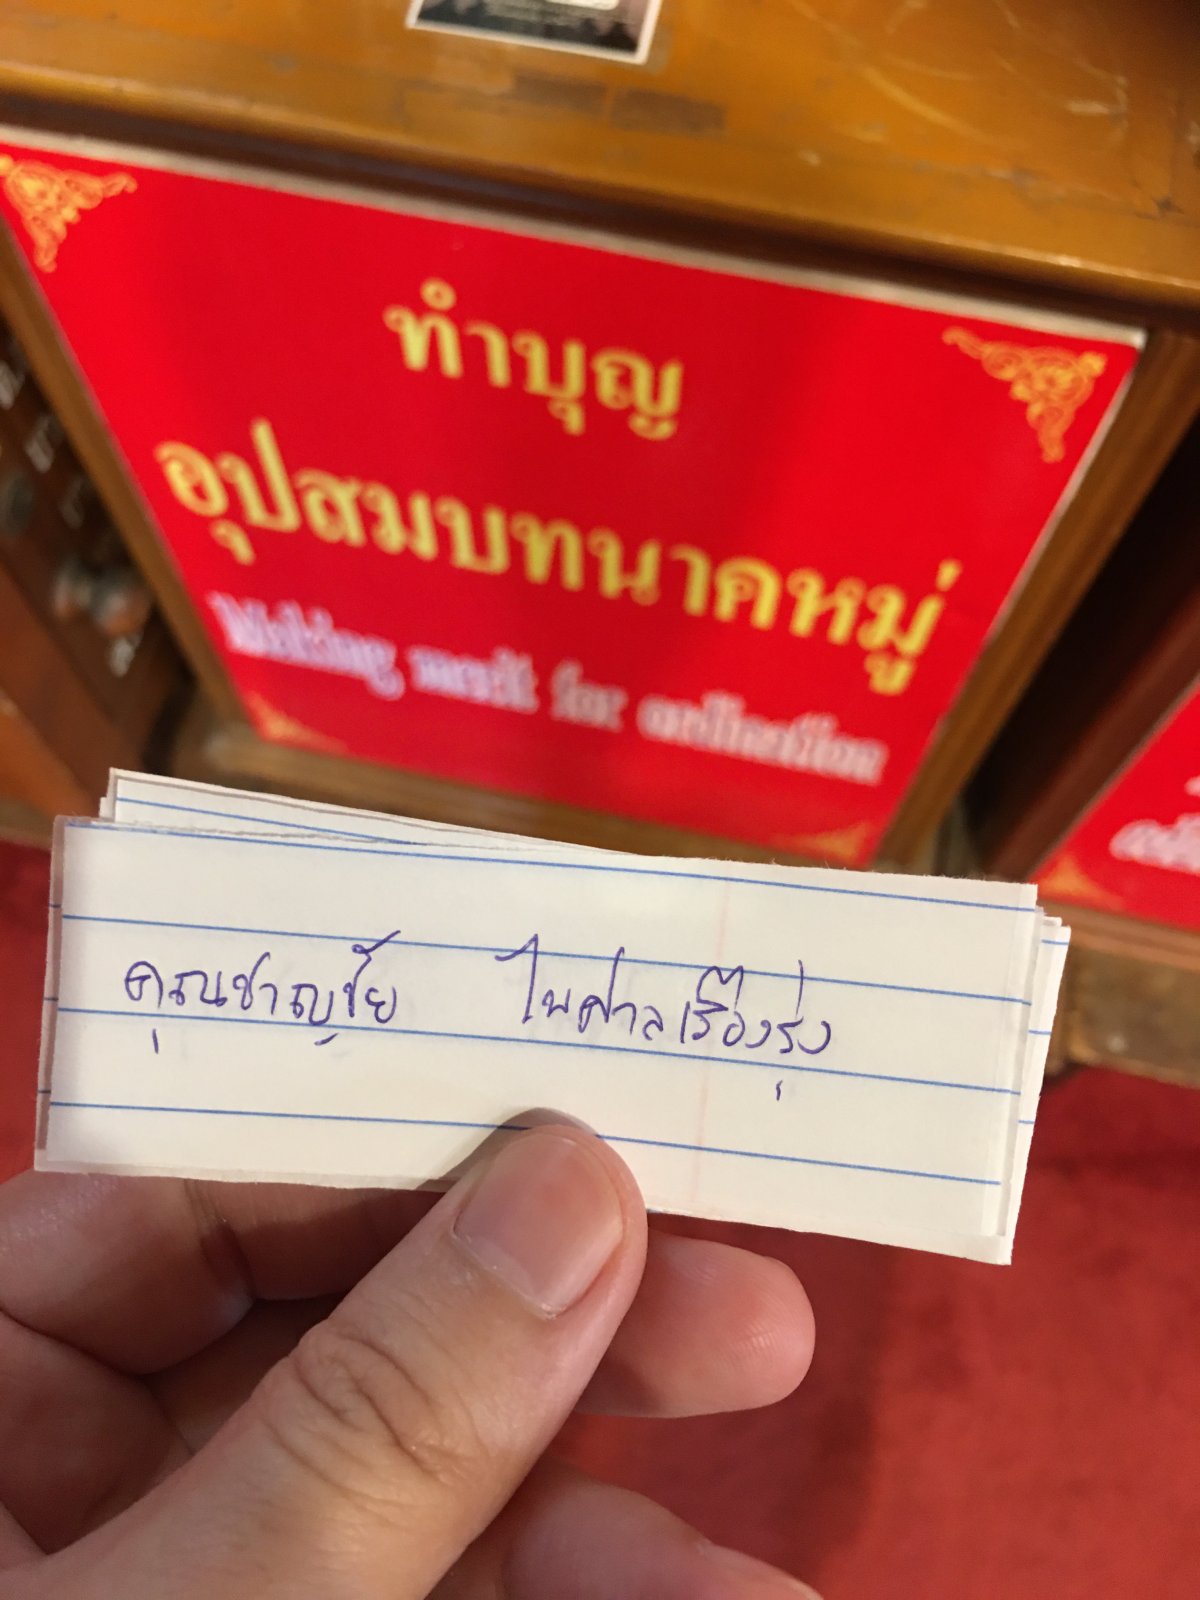 ทำบุญ
อุปสมบทนาคหมู่
Making merit for ordination
คุณชาญชัย ไพศาลเรืองรุ่ง